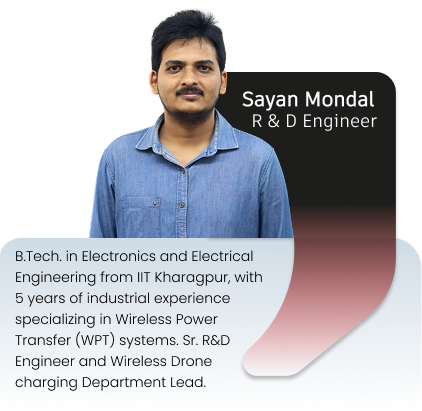 Sayan Mondal
R & D Engineer
B.Tech. in Electronics and Electrical
Engineering from IIT Kharagpur, with
5 years of industrial experience
specializing in Wireless Power
Transfer (WPT) systems. Sr. R&D
Engineer and Wireless Drone
charging Department Lead.